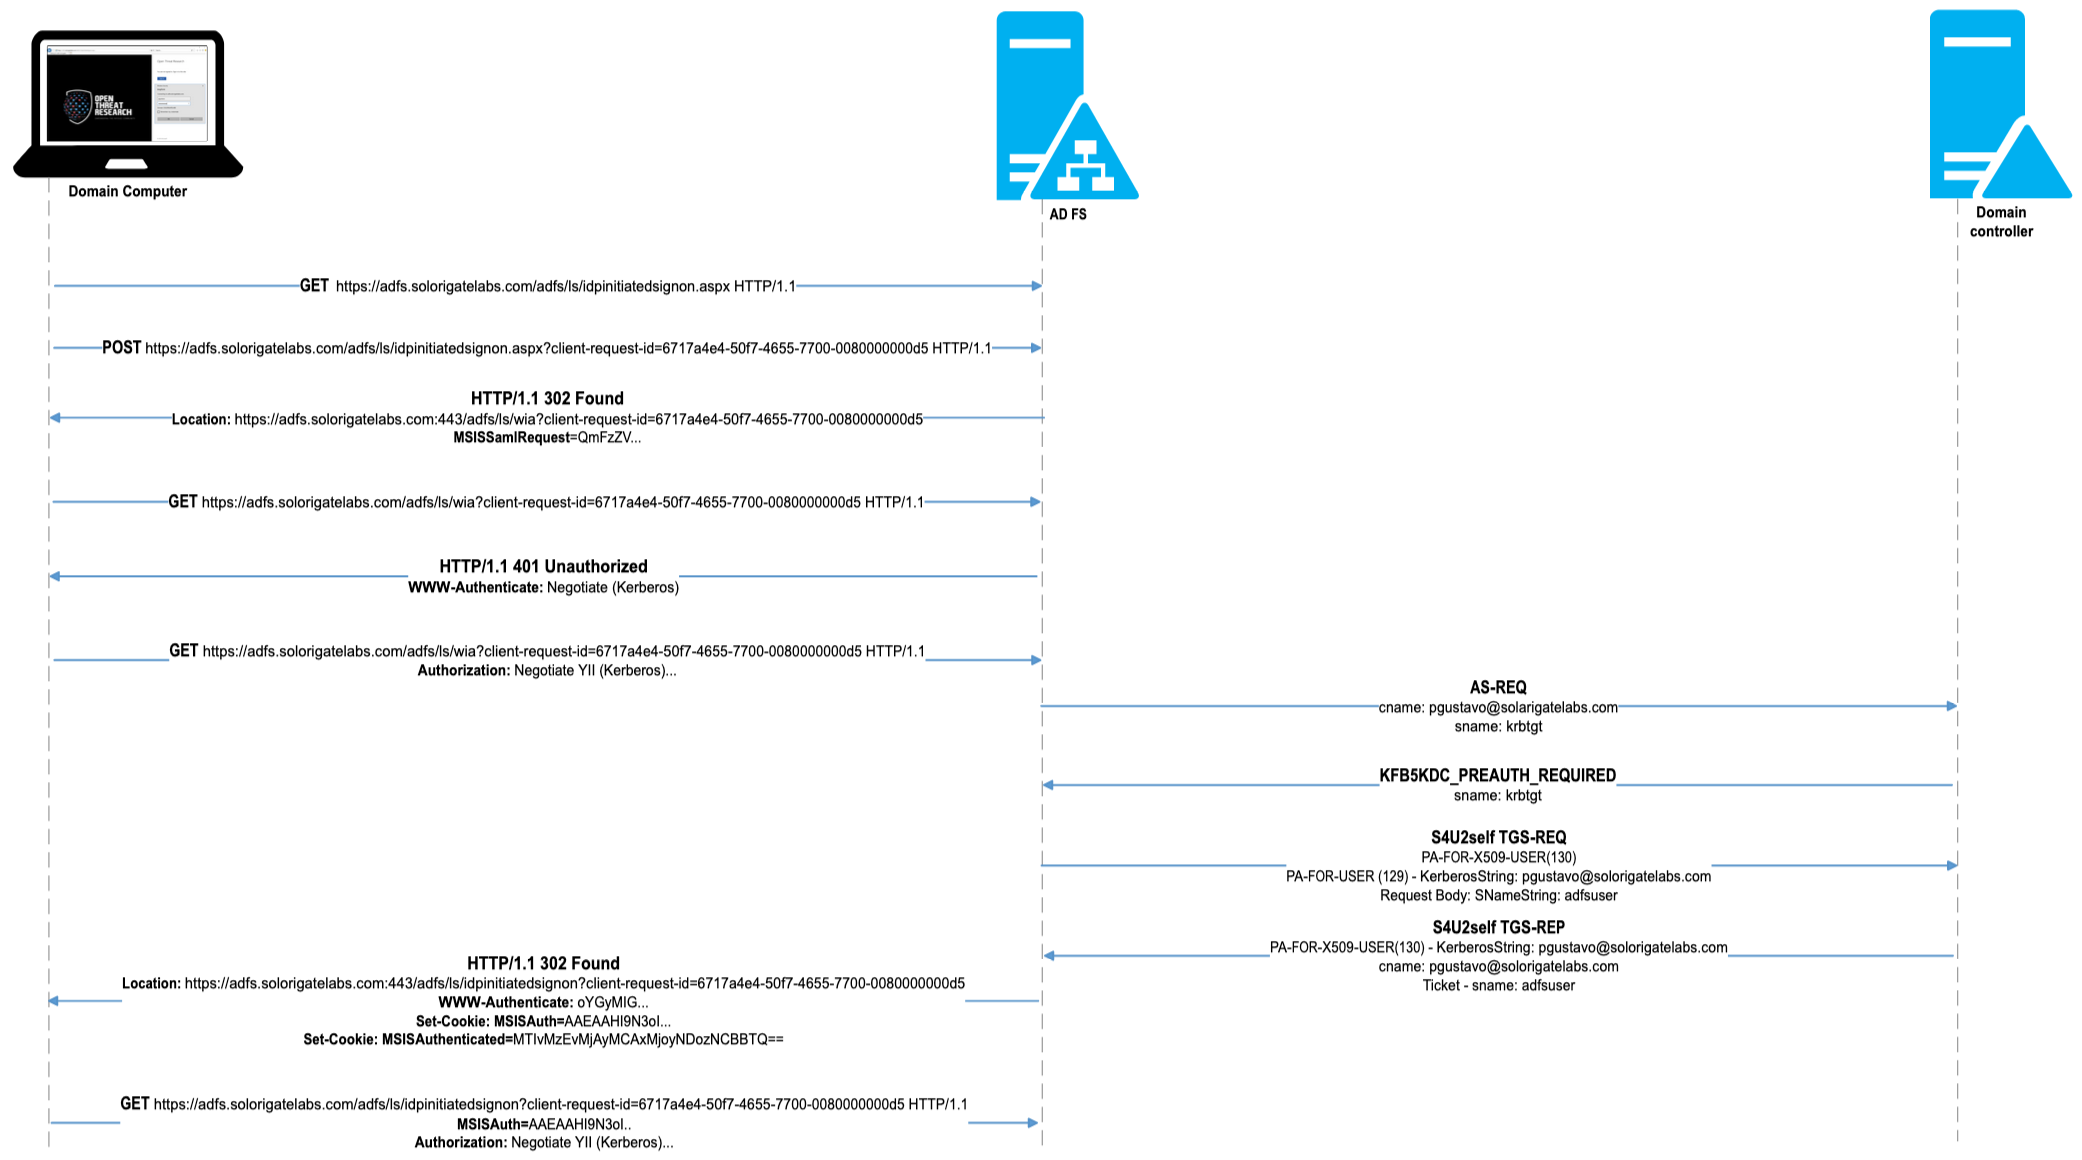 OPEN
THREAT
RESEARCH
Domain Computer
AD FS
Domain
controller
GET https://adfs.solorigatelabs.com/adfs/ls/idpinitiatedsignon.aspx HTTP/1.1
POST https://adfs.solorigatelabs.com/adfs/ls/idpinitiatedsignon.aspx?client-request-id=6717a4e4-50f7-4655-7700-0080000000d5 HTTP/1.1
HTTP/1.1 302 Found
Location: https://adfs.solorigatelabs.com:443/adfs/ls/wia?client-request-id=6717a4e4-50f7-4655-7700-0080000000d5
MSISSamlRequest=QmFzZV...
GET https://adfs.solorigatelabs.com/adfs/ls/wia?client-request-id=6717a4e4-50f7-4655-7700-0080000000d5 HTTP/1.1
HTTP/1.1 401 Unauthorized
WWW-Authenticate: Negotiate (Kerberos)
GET https://adfs.solorigatelabs.com/adfs/ls/wia?client-request-id=6717a4e4-50f7-4655-7700-0080000000d5 HTTP/1.1
Authorization: Negotiate YII (Kerberos)...
AS-REQ
cname: pgustavo@solarigatelabs.com
sname: krbtgt
KFB5KDC_PREAUTH_REQUIRED
sname: krbtgt
S4U2self TGS-REQ
PA-FOR-X509-USER(130)
PA-FOR-USER (129) - KerberosString: pgustavo@solorigatelabs.com
Request Body: SNameString: adfsuser
S4U2self TGS-REP
PA-FOR-X509-USER(130) - KerberosString: pgustavo@solorigatelabs.com
cname: pgustavo@solorigatelabs.com
Ticket - sname: adfsuser
HTTP/1.1 302 Found
Location: https://adfs.solorigatelabs.com:443/adfs/ls/idpinitiatedsignon?client-request-id=6717a4e4-50f7-4655-7700-0080000000d5
WWW-Authenticate: oYGyMIG...
Set-Cookie: MSISAuth=AAEAAHI9N3oI...
Set-Cookie: MSISAuthenticated=MTIvMzEvMjAyMCAxMjoyNDozNCBBTQ==
GET https://adfs.solorigatelabs.com/adfs/ls/idpinitiatedsignon?client-request-id=6717a4e4-50f7-4655-7700-0080000000d5 HTTP/1.1
MSISAuth=AAEAAHI9N3oI..
Authorization: Negotiate YII (Kerberos)...